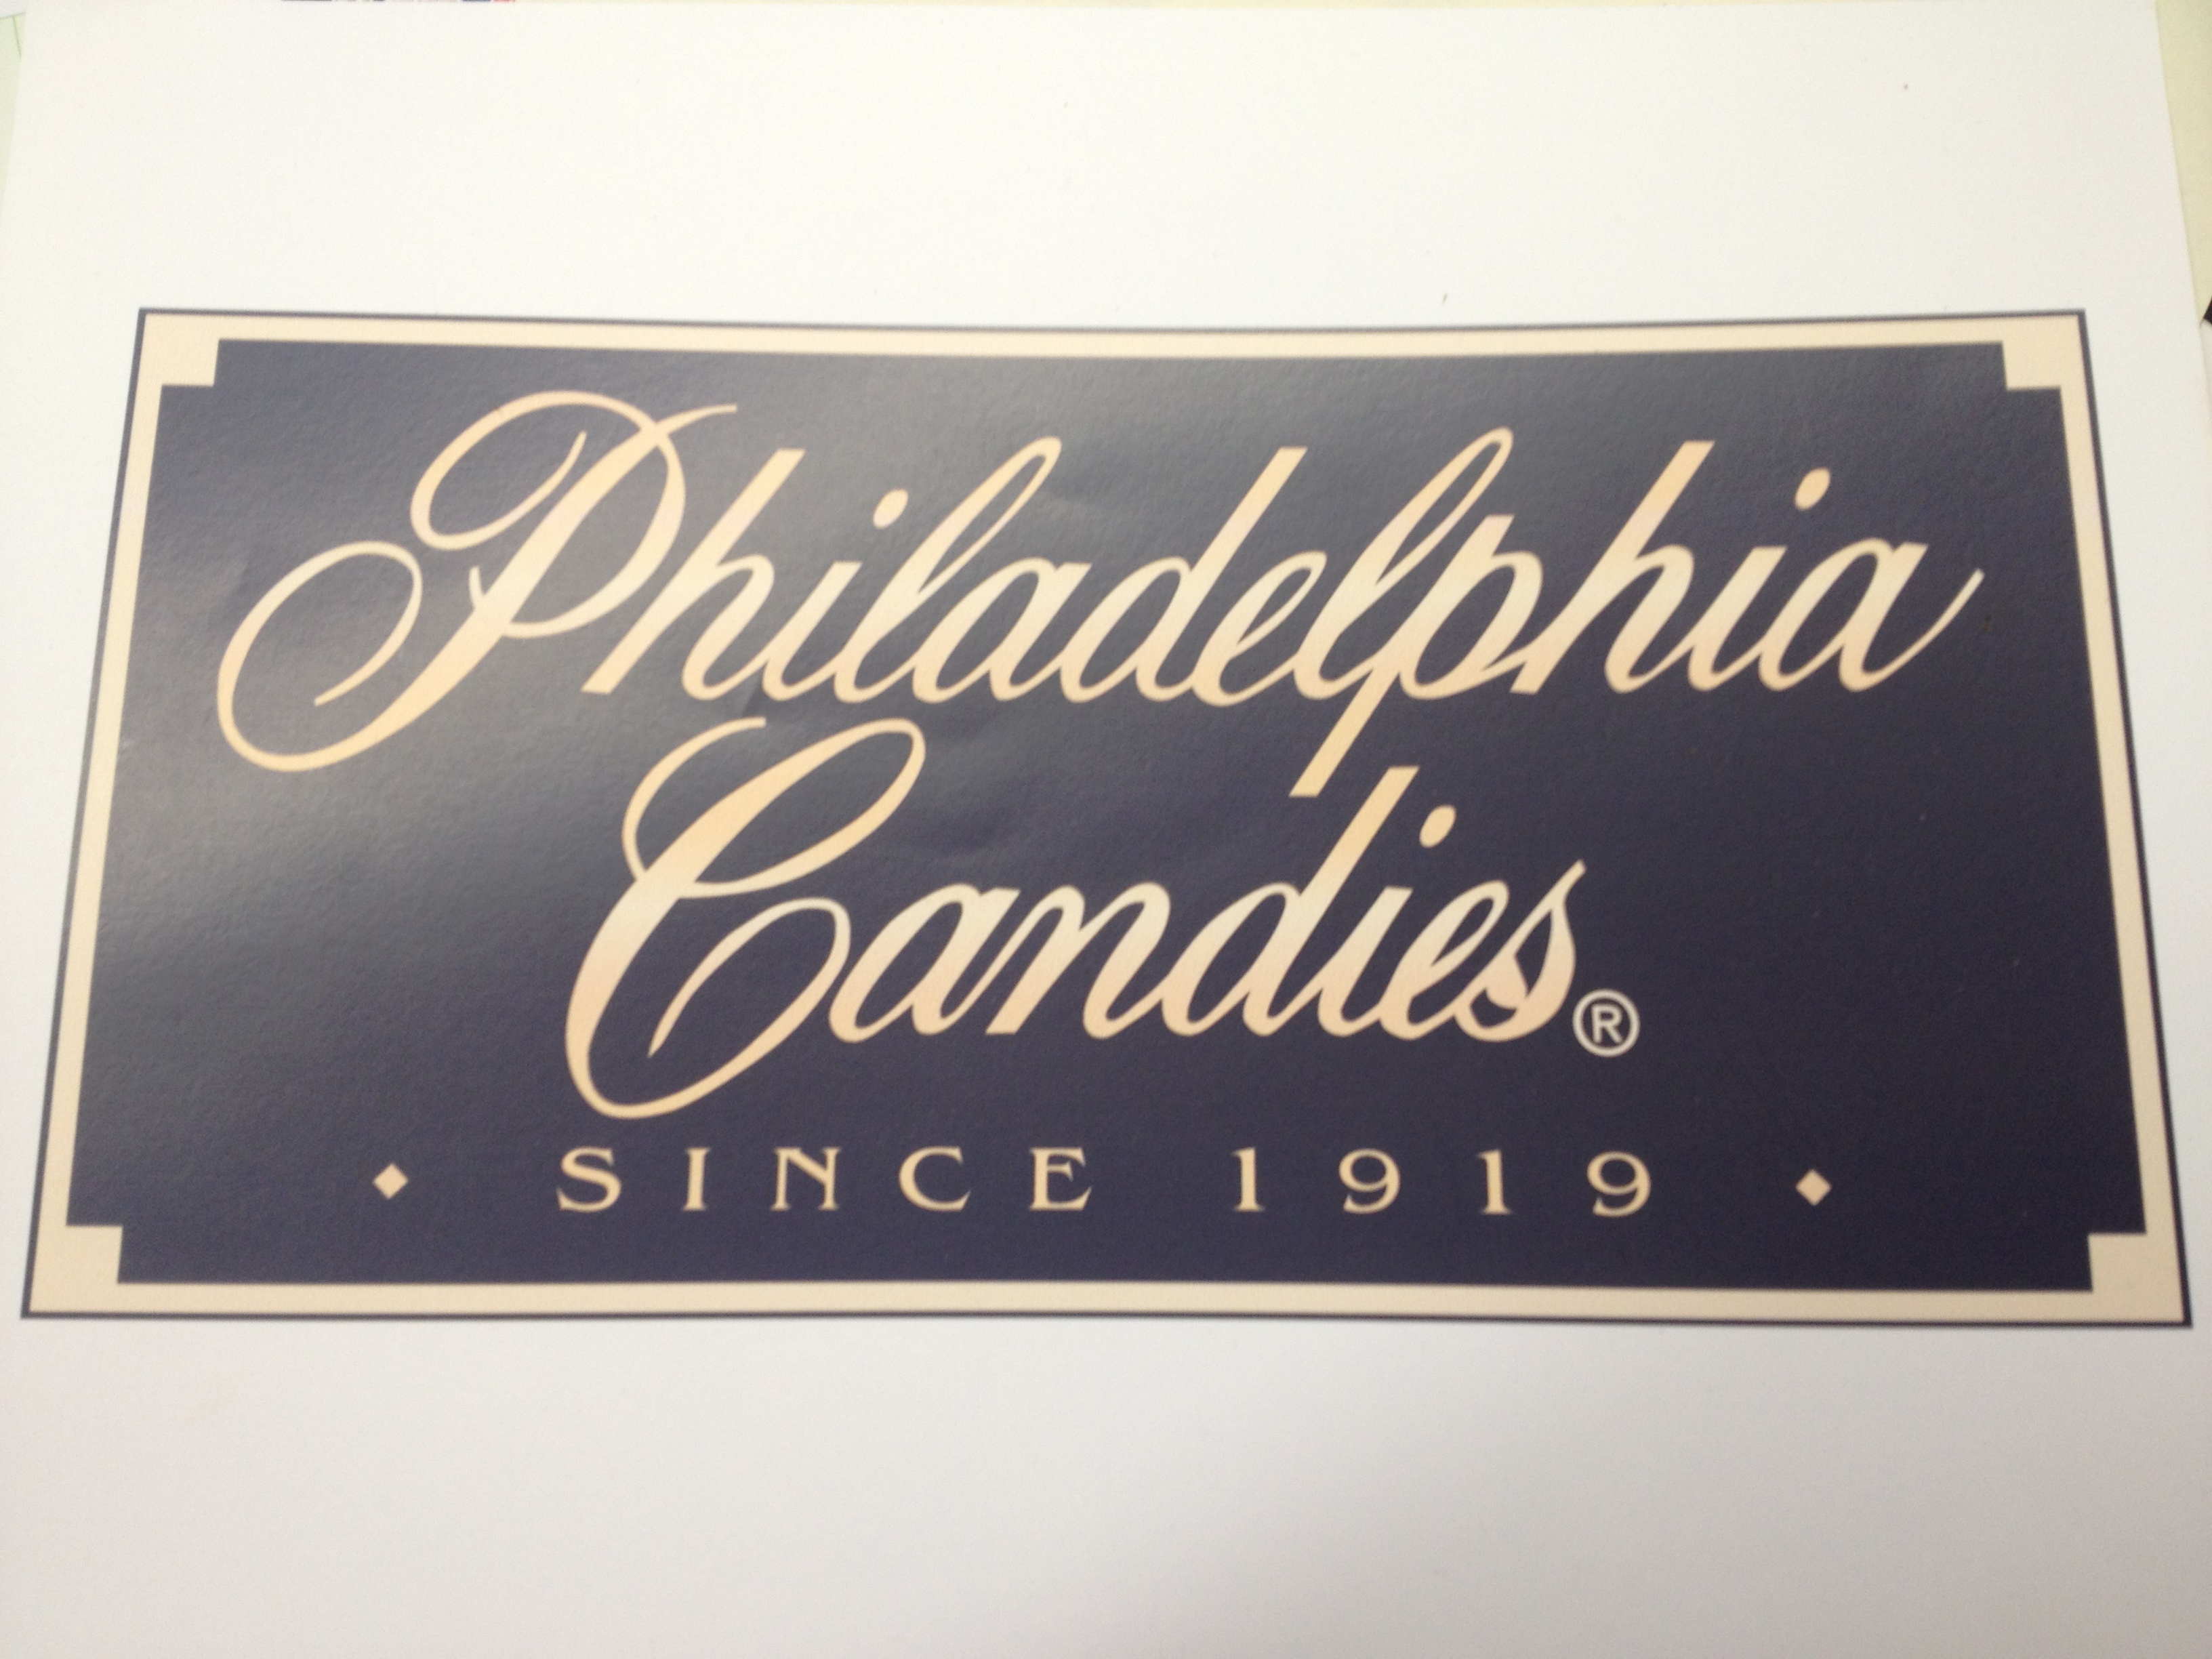 Philadelphia
Candies®
◆ SINCE 1919 ◆